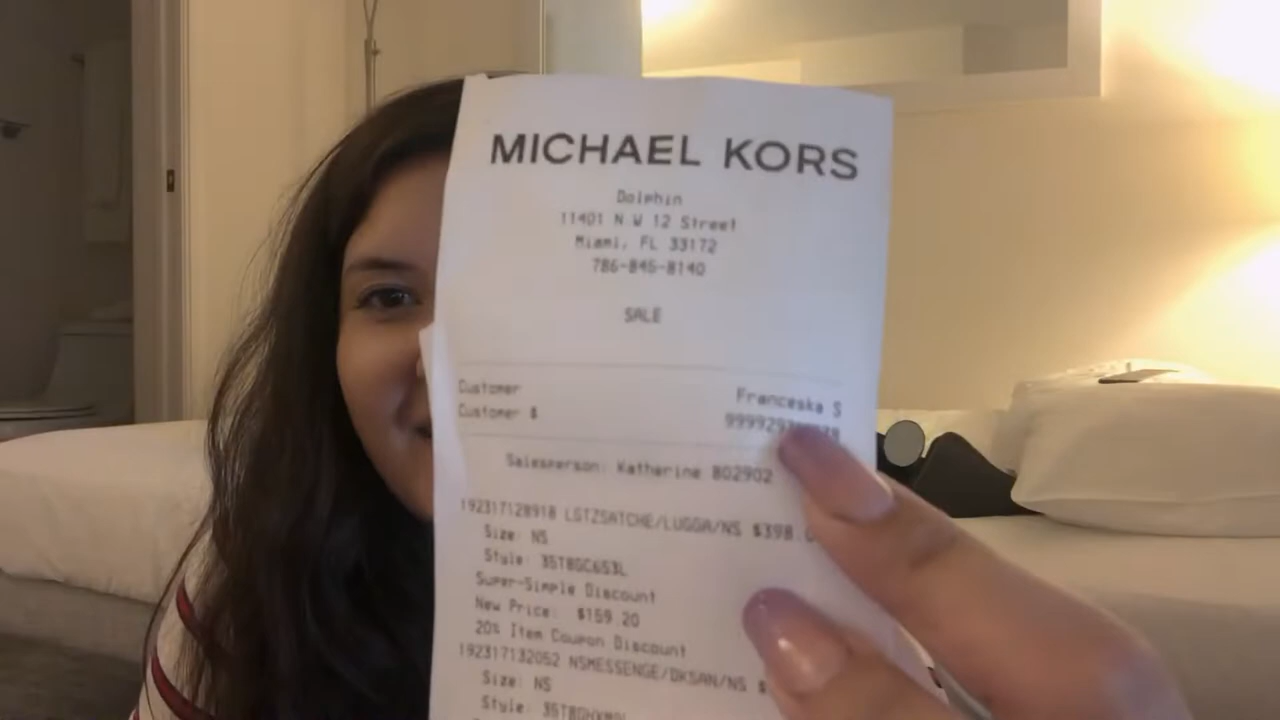 MICHAEL KORS
Dolphin
11401 N W 12 Street
Miami, FL 33172
786-845-8140
SALE
Customer Franceska S
Customer $
Salesperson: Katherine 802902
192317128918 LGTZSATCHE/LUGGA/NS $398.
Size: NS
Style: 35T8GC6S3L
Super-Simple Discount
New Price: $159.20
20% Item Coupon Discount
192317132052 NSMESSENGE/DKSAN/NS $
Size: NS
Style: